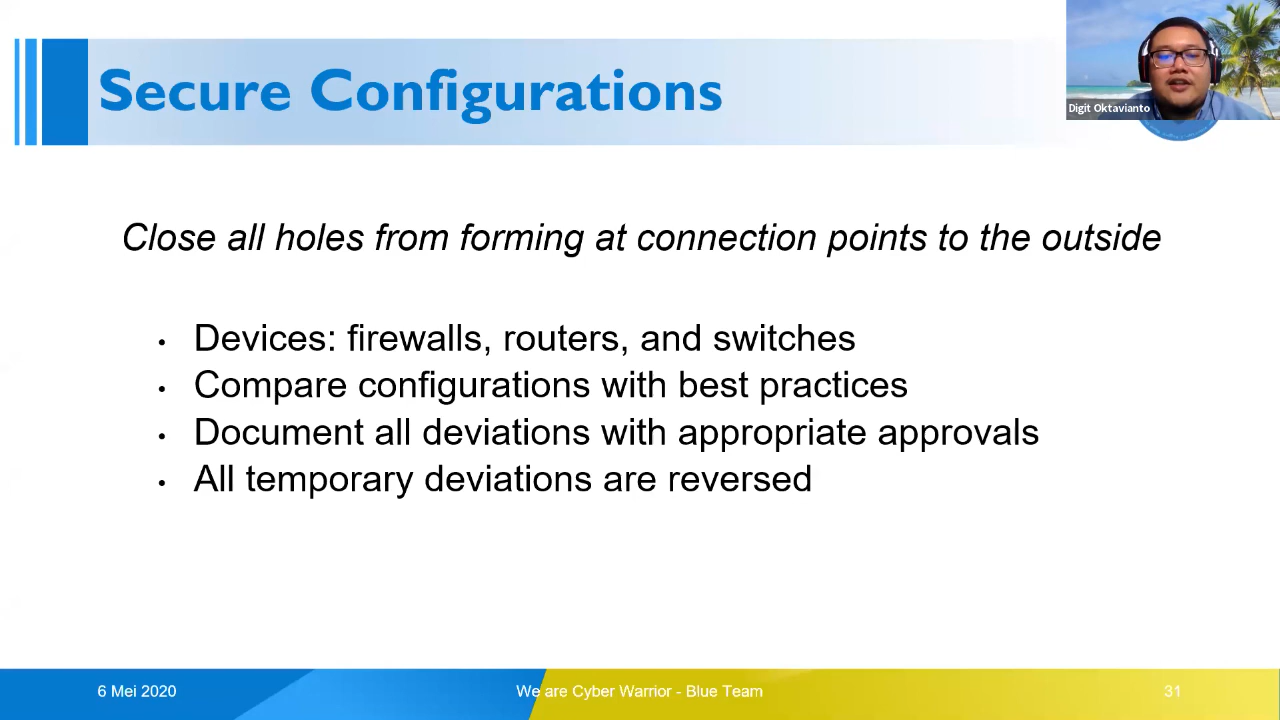 Secure Configurations
Digit Oktavianto
Close all holes from forming at connection points to the outside
• Devices: firewalls, routers, and switches
• Compare configurations with best practices
• Document all deviations with appropriate approvals
• All temporary deviations are reversed
6 Mei 2020
We are Cyber Warrior - Blue Team
31